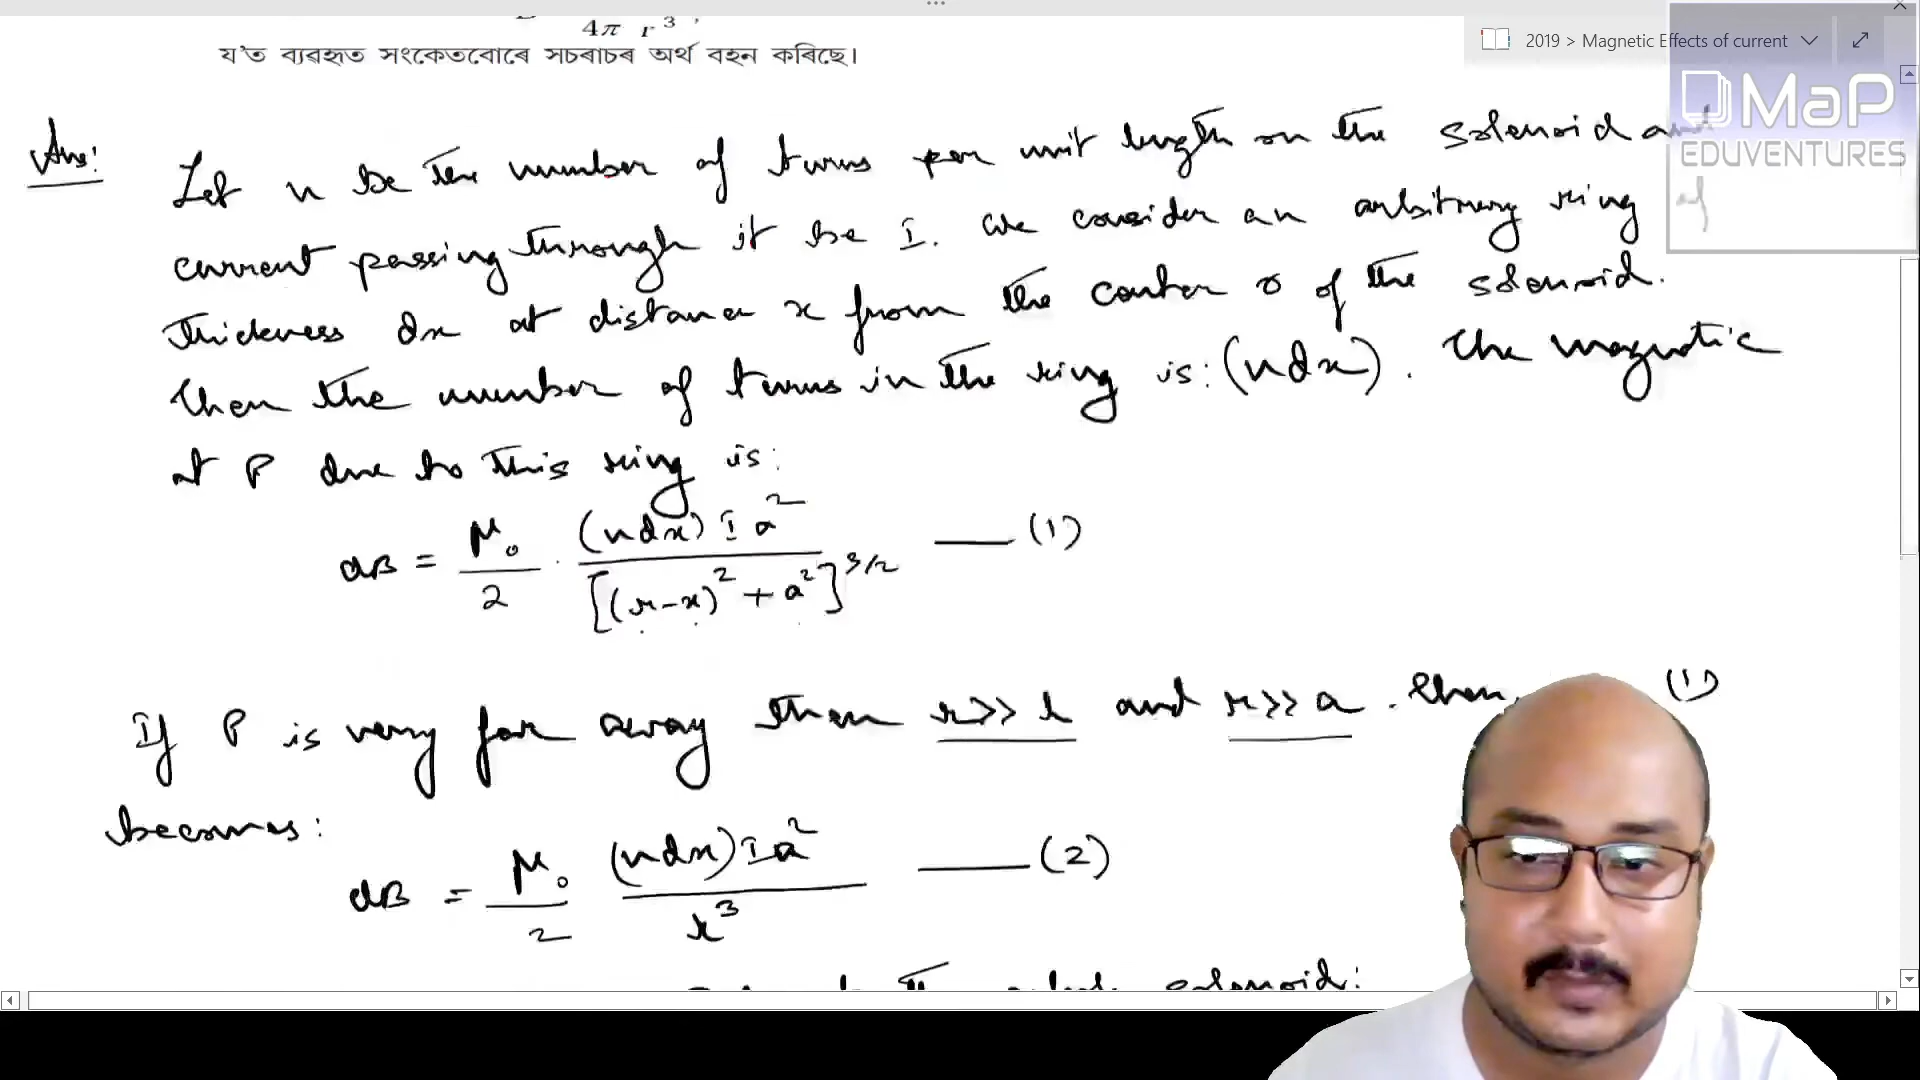 4π r³ ,
য'ত ব্যৱহৃত সংকেতবোৰে সচৰাচৰ অৰ্থ বহন কৰিছে।
2019 > Magnetic Effects of current
MaP
EDUVENTURES
Ans: Let n be the number of turns per unit length on the solenoid and
current passing through it be I. We consider an arbitrary ring of
thickness dx at distance x from the center O of the solenoid.
Then the number of turns in the ring is: (ndx). The magnetic
at P due to this ring is:
dB = μ₀/2 · (ndx) I a² / [(r-x)² + a²]^3/2 —— (1)
If P is very far away then r>> l and r>> a. Then (1)
becomes:
dB = μ₀/2 (ndx) I a² / r³ —— (2)
solenoid: